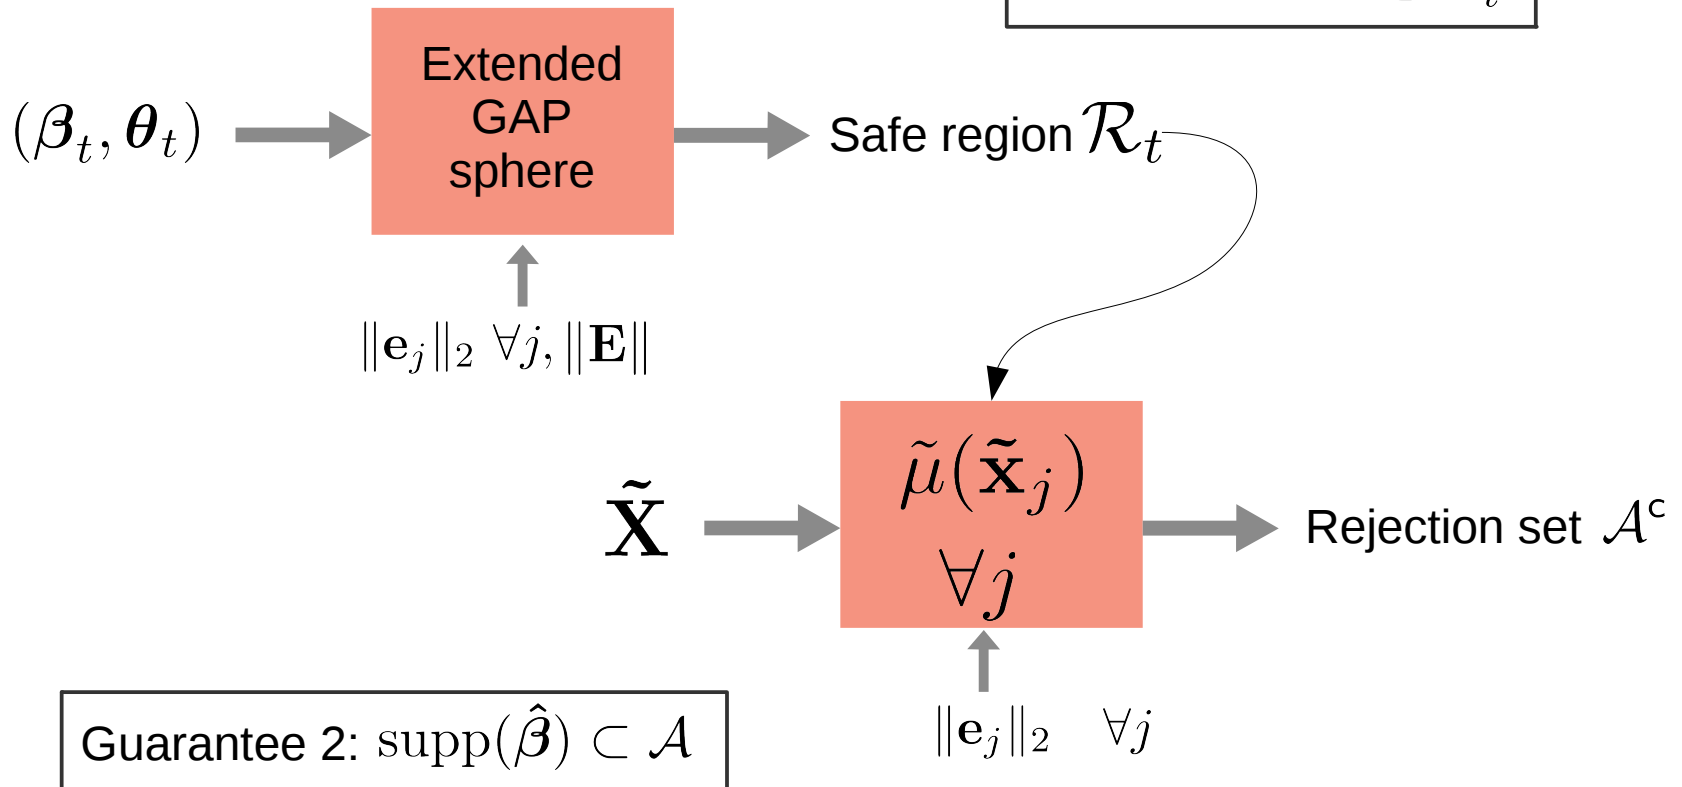 Extended
GAP
sphere
(𝜷_t, 𝜽_t)
Safe region ℛ_t
‖𝐞_j‖_2 ∀j, ‖𝐄‖
μ̃(𝐱̃_j)
∀j
𝐗̃
Rejection set 𝒜^c
‖𝐞_j‖_2 ∀j
Guarantee 2: supp(𝜷̂) ⊂ 𝒜